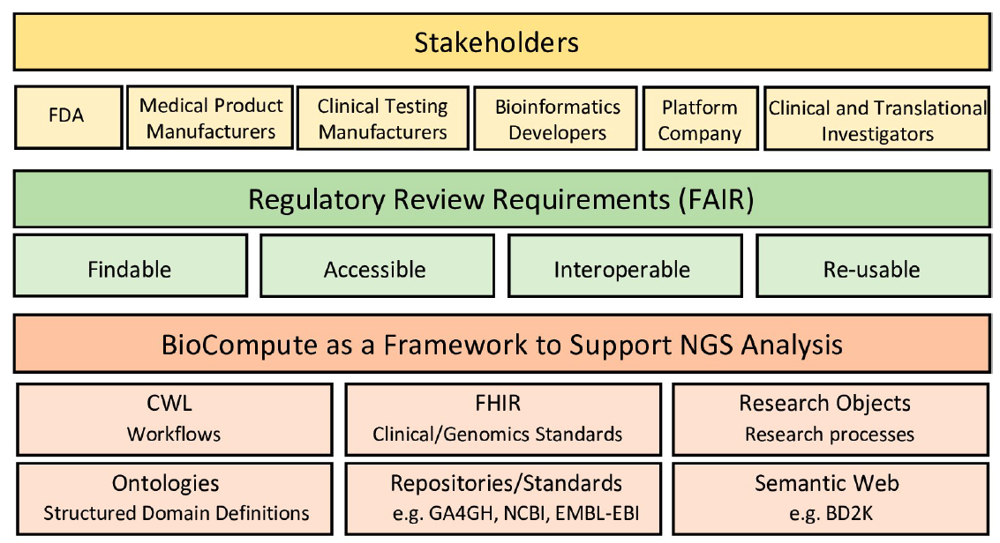 Stakeholders
FDA
Medical Product
Manufacturers
Clinical Testing
Manufacturers
Bioinformatics
Developers
Platform
Company
Clinical and Translational
Investigators
Regulatory Review Requirements (FAIR)
Findable
Accessible
Interoperable
Re-usable
BioCompute as a Framework to Support NGS Analysis
CWL
Workflows
FHIR
Clinical/Genomics Standards
Research Objects
Research processes
Ontologies
Structured Domain Definitions
Repositories/Standards
e.g. GA4GH, NCBI, EMBL-EBI
Semantic Web
e.g. BD2K